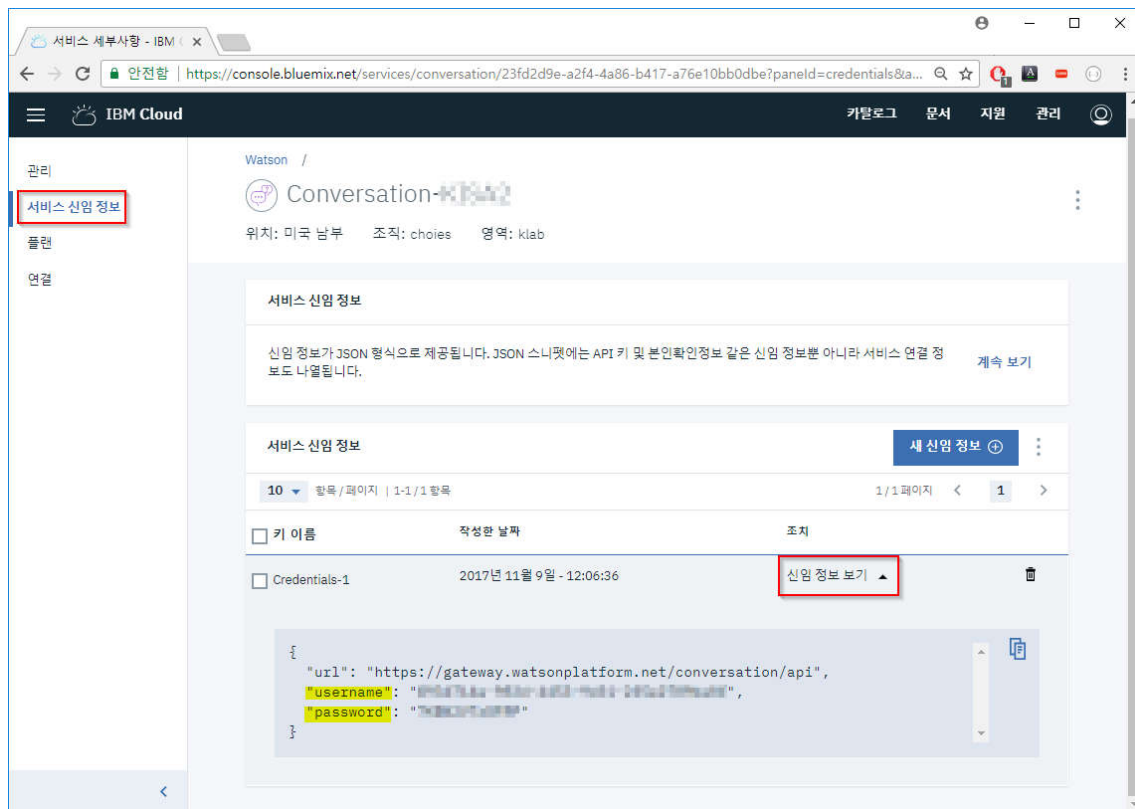 서비스 세부사항 - IBM
안전함 | https://console.bluemix.net/services/conversation/23fd2d9e-a2f4-4a86-b417-a76e10bb0dbe?paneId=credentials&a...
IBM Cloud
카탈로그 문서 지원 관리
관리
서비스 신임 정보
플랜
연결
Watson /
Conversation-
위치: 미국 남부 조직: choies 영역: klab
서비스 신임 정보
신임 정보가 JSON 형식으로 제공됩니다. JSON 스니펫에는 API 키 및 본인확인정보 같은 신임 정보뿐 아니라 서비스 연결 정
보도 나열됩니다.
계속 보기
서비스 신임 정보
새 신임 정보
10 항목/페이지 | 1-1/1 항목
1/1 페이지 < 1 >
키 이름 작성한 날짜 조치
Credentials-1 2017년 11월 9일 - 12:06:36 신임 정보 보기
{
"url": "https://gateway.watsonplatform.net/conversation/api",
"username": "",
"password": ""
}